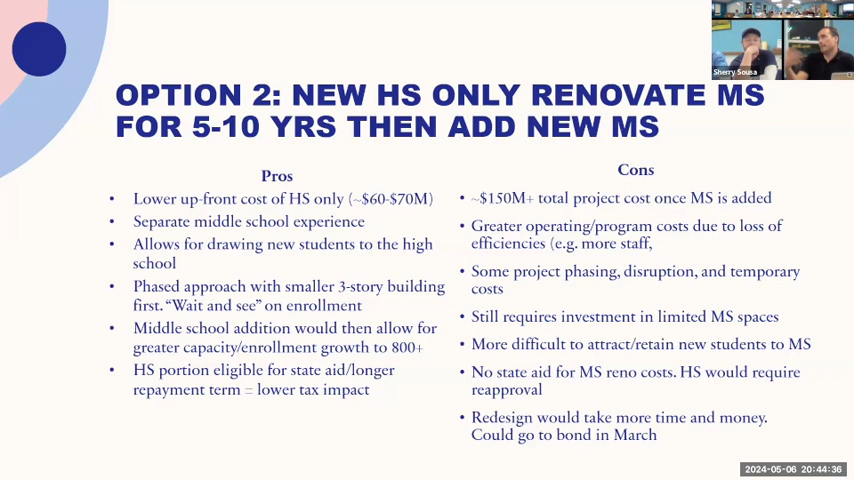 Sherry Sousa
OPTION 2: NEW HS ONLY RENOVATE MS
FOR 5-10 YRS THEN ADD NEW MS
Pros
• Lower up-front cost of HS only (~$60-$70M)
• Separate middle school experience
• Allows for drawing new students to the high
school
• Phased approach with smaller 3-story building
first. “Wait and see” on enrollment
• Middle school addition would then allow for
greater capacity/enrollment growth to 800+
• HS portion eligible for state aid/longer
repayment term = lower tax impact
Cons
• ~$150M+ total project cost once MS is added
• Greater operating/program costs due to loss of
efficiencies (e.g. more staff,
• Some project phasing, disruption, and temporary
costs
• Still requires investment in limited MS spaces
• More difficult to attract/retain new students to MS
• No state aid for MS reno costs. HS would require
reapproval
• Redesign would take more time and money.
Could go to bond in March
2024-05-06 20:44:36